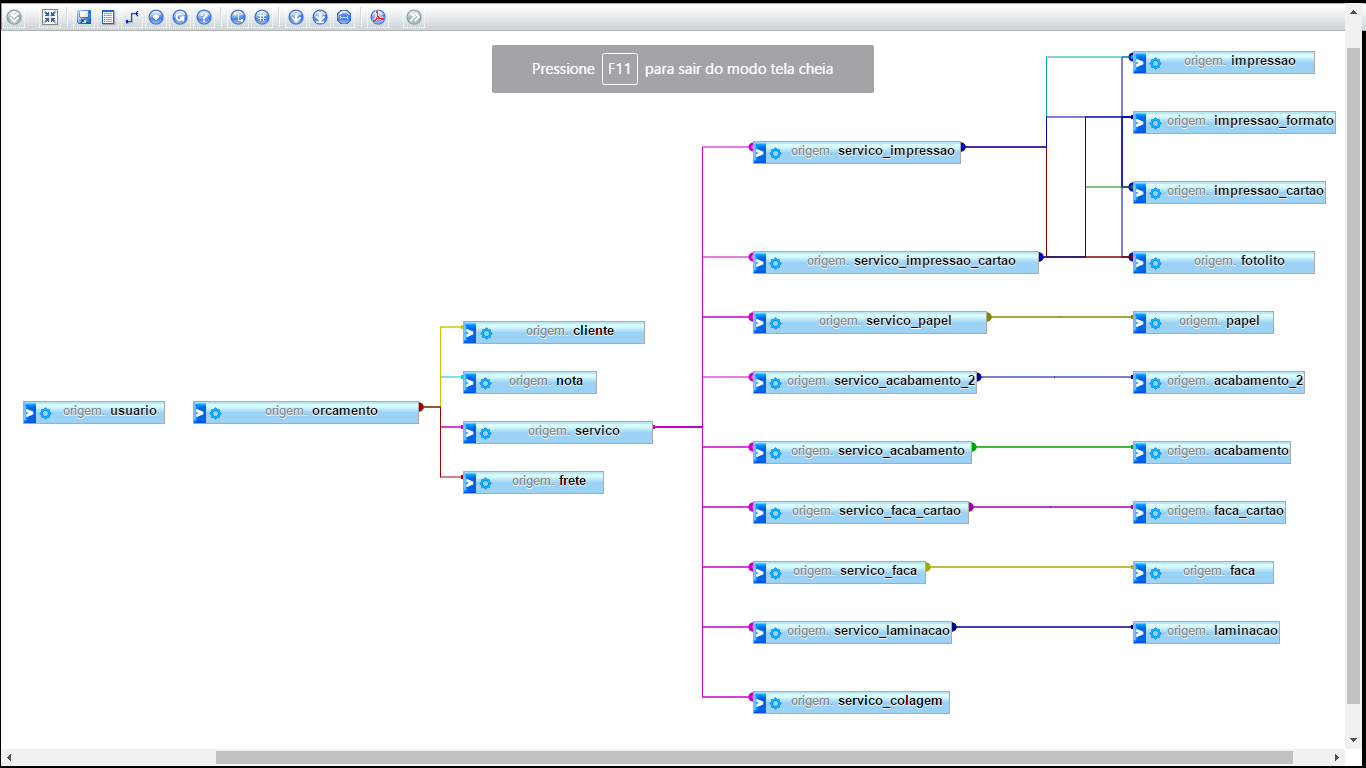 Pressione F11 para sair do modo tela cheia
origem. impressao
origem. impressao_formato
origem. servico_impressao
origem. impressao_cartao
origem. servico_impressao_cartao
origem. fotolito
origem. servico_papel
origem. papel
origem. cliente
origem. nota
origem. servico_acabamento_2
origem. acabamento_2
origem. usuario
origem. orcamento
origem. servico
origem. servico_acabamento
origem. acabamento
origem. frete
origem. servico_faca_cartao
origem. faca_cartao
origem. servico_faca
origem. faca
origem. servico_laminacao
origem. laminacao
origem. servico_colagem